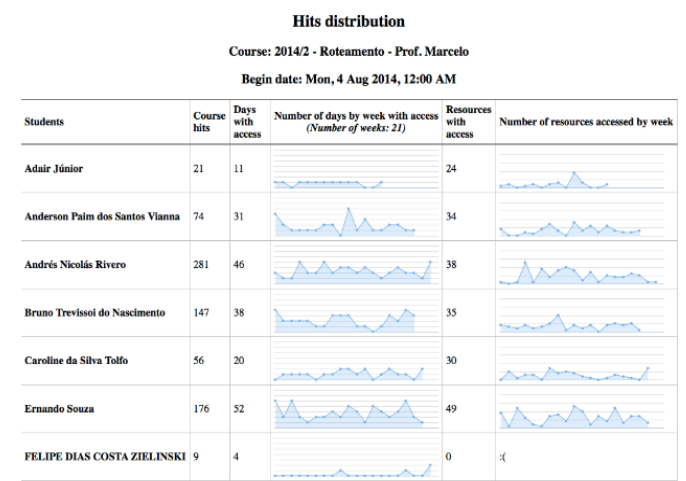 Hits distribution
Course: 2014/2 - Roteamento - Prof. Marcelo
Begin date: Mon, 4 Aug 2014, 12:00 AM
Students Course hits Days with access Number of days by week with access (Number of weeks: 21) Resources with access Number of resources accessed by week
Adair Júnior 21 11 24
Anderson Paim dos Santos Vianna 74 31 34
Andrés Nicolás Rivero 281 46 38
Bruno Trevissoi do Nascimento 147 38 35
Caroline da Silva Tolfo 56 20 30
Ernando Souza 176 52 49
FELIPE DIAS COSTA ZIELINSKI 9 4 0 :(